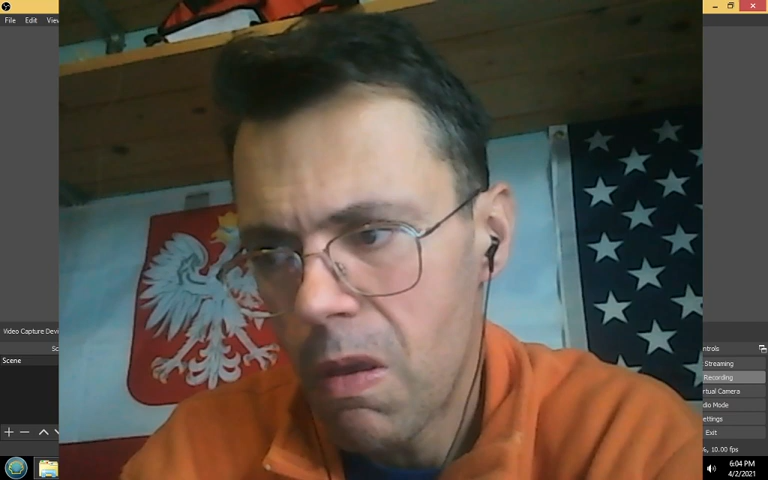 File Edit View
Video Capture Devi
Sc
ntrols
Scene
Streaming
Recording
rtual Camera
dio Mode
ettings
Exit
%, 10.00 fps
6:04 PM
4/2/2021